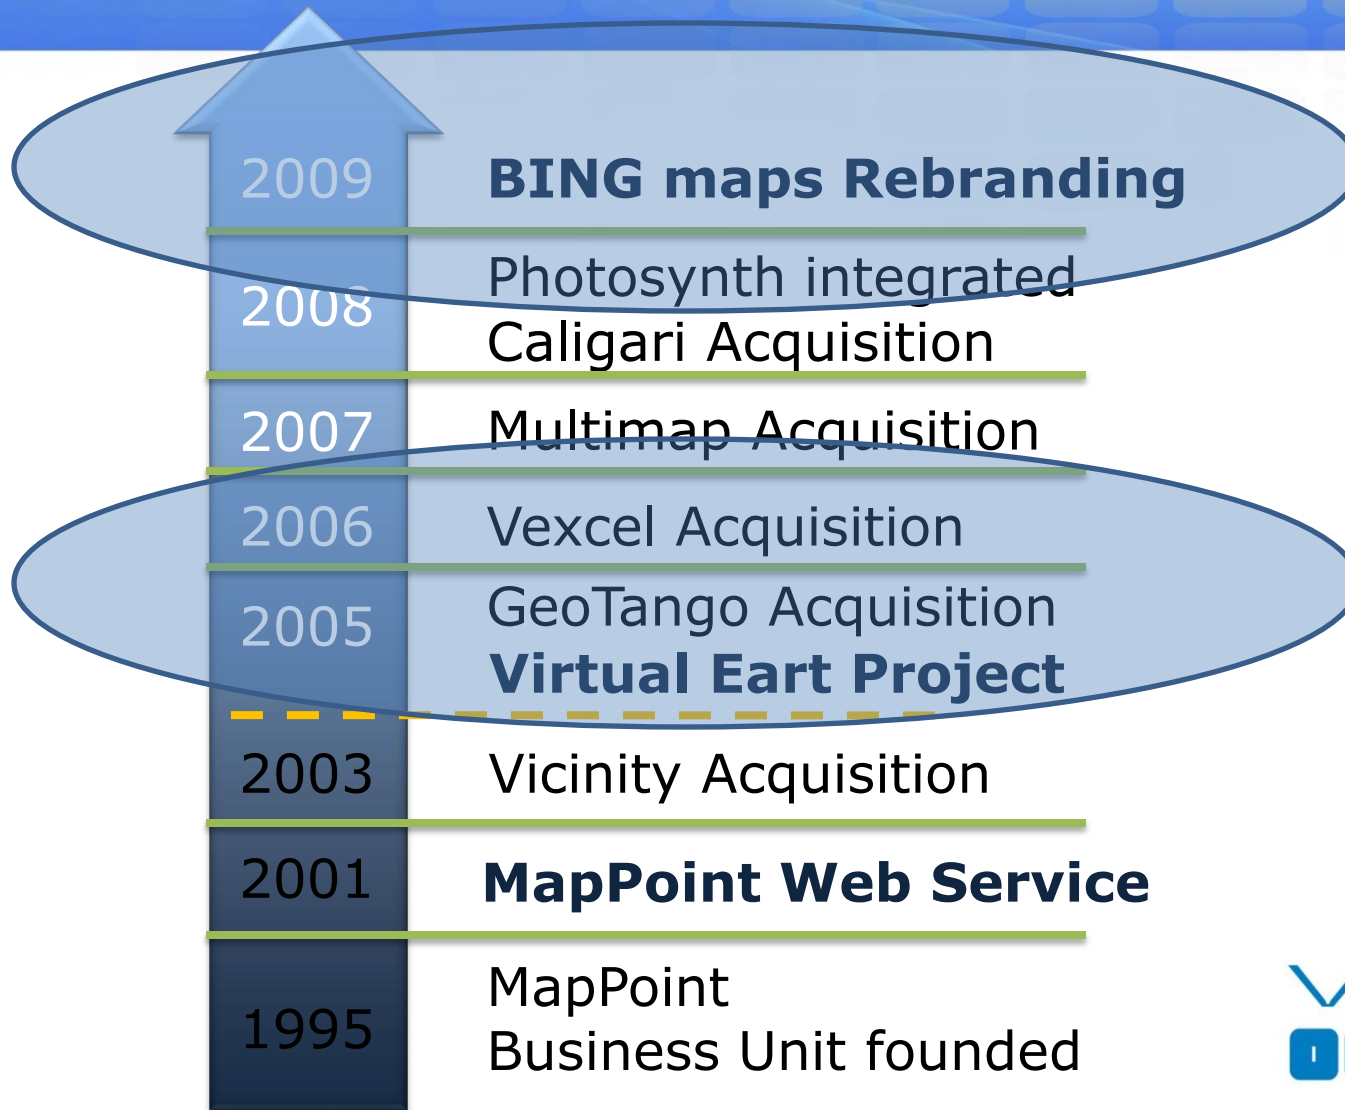 2009 BING maps Rebranding
2008 Photosynth integrated
Caligari Acquisition
2007 Multimap Acquisition
2006 Vexcel Acquisition
2005 GeoTango Acquisition
Virtual Eart Project
2003 Vicinity Acquisition
2001 MapPoint Web Service
1995 MapPoint
Business Unit founded